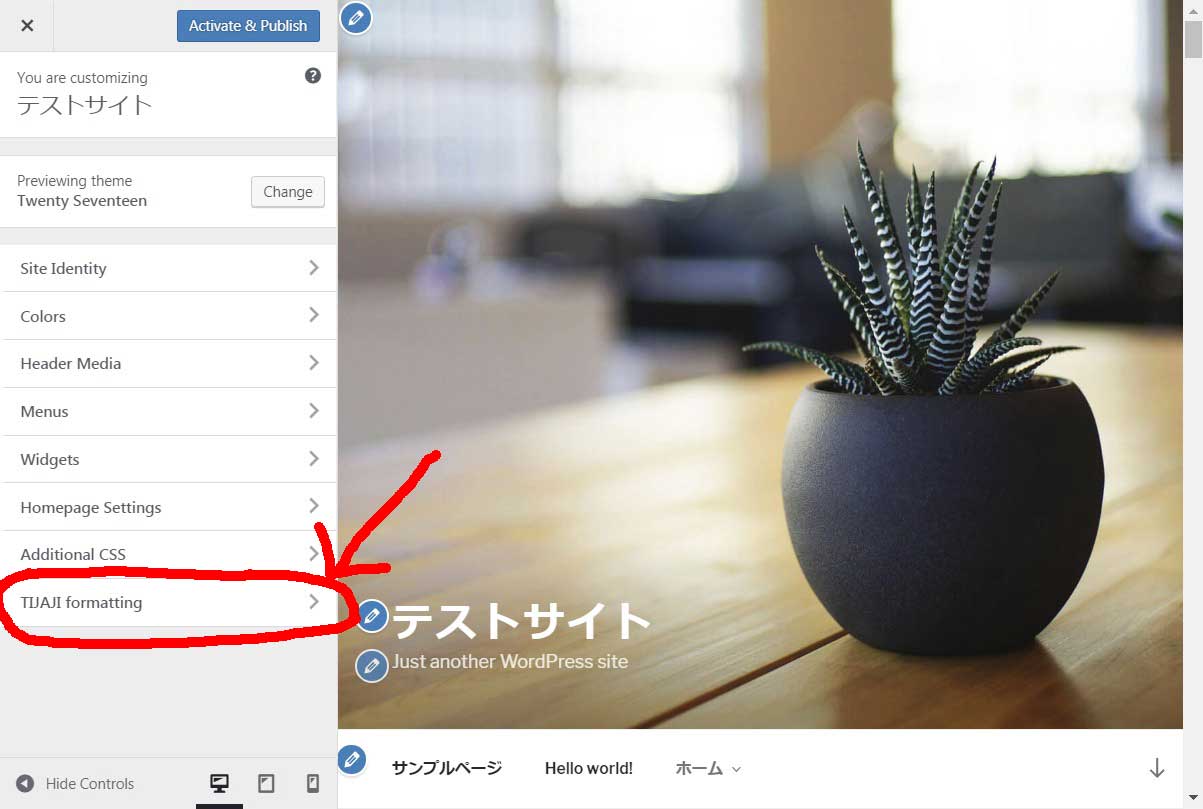 Activate & Publish
You are customizing
テストサイト
Previewing theme
Twenty Seventeen
Change
Site Identity
Colors
Header Media
Menus
Widgets
Homepage Settings
Additional CSS
TIJAJI formatting
Hide Controls
テストサイト
Just another WordPress site
サンプルページ
Hello world!
ホーム